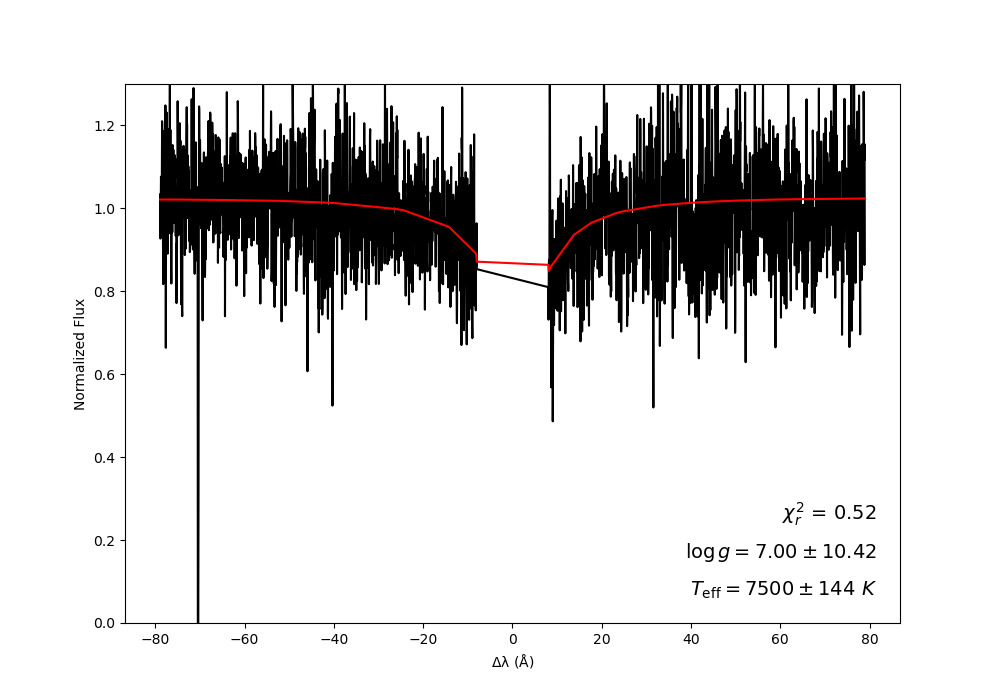 1.2
1.0
0.8
0.6
0.4
0.2
0.0
Normalized Flux
χ²ᵣ = 0.52
log g = 7.00 ± 10.42
T_eff = 7500 ± 144 K
−80 −60 −40 −20 0 20 40 60 80
Δλ (Å)